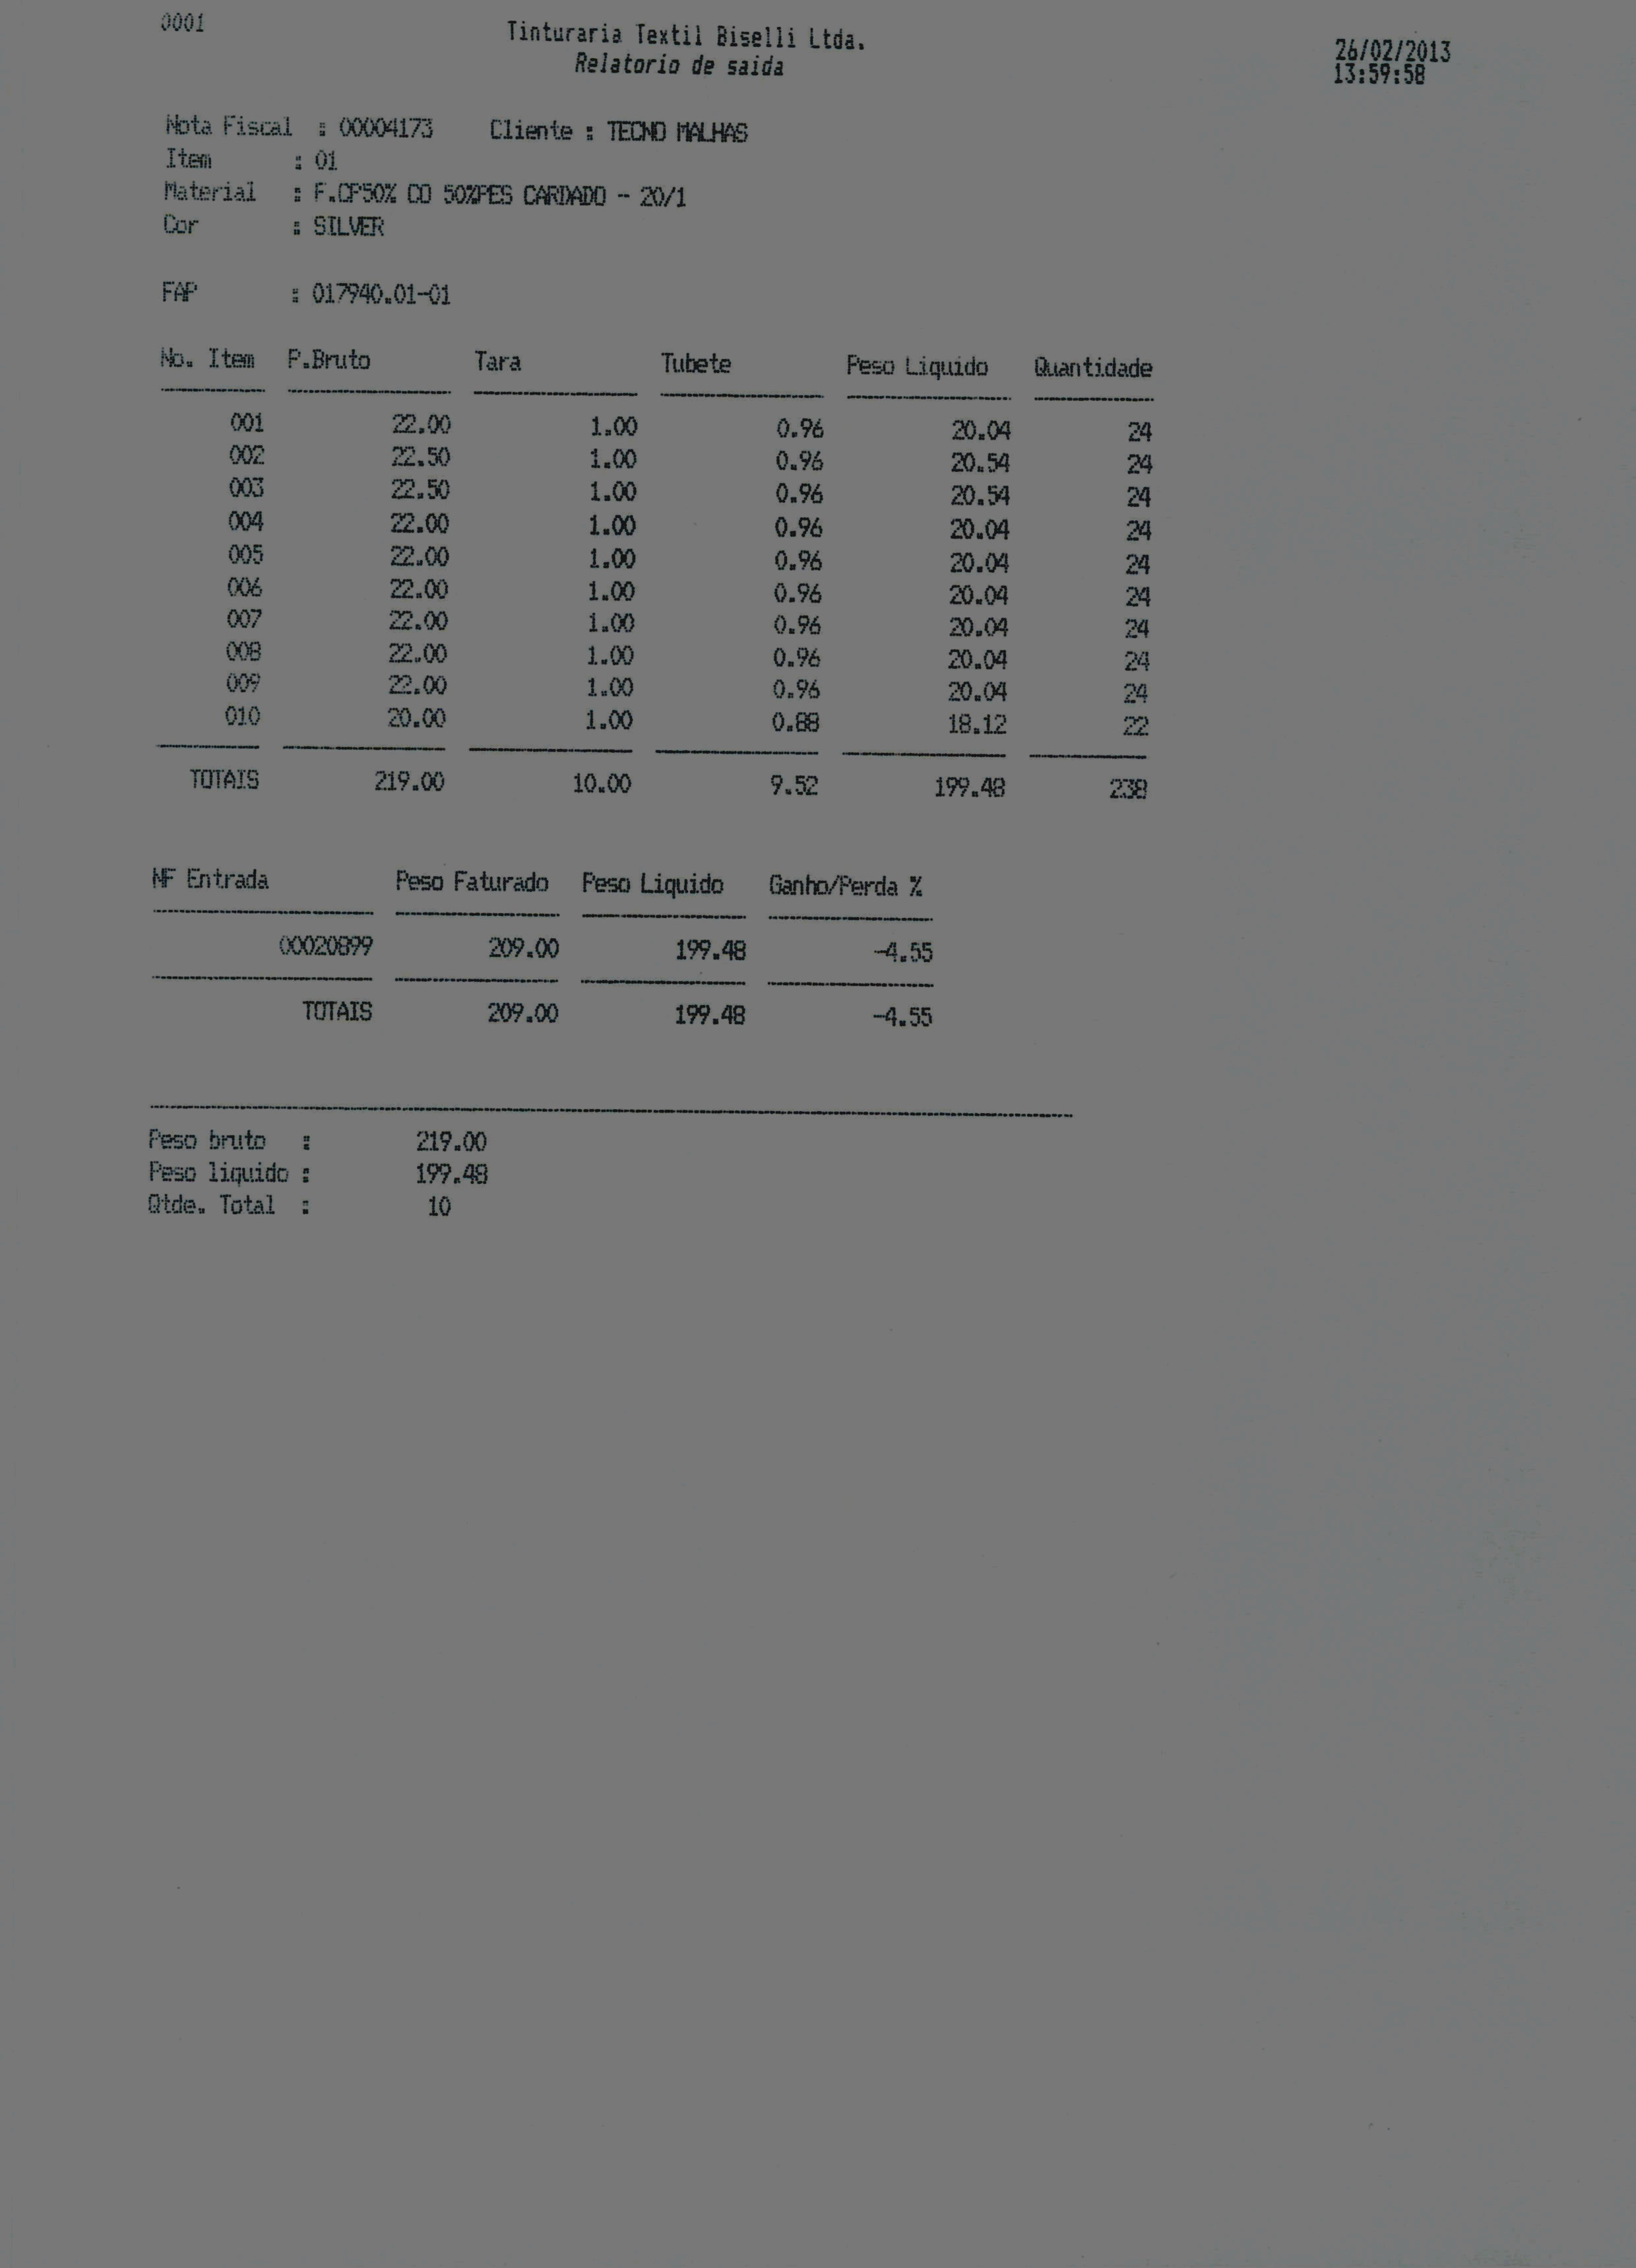 0001
Tinturaria Textil Biselli Ltda.
Relatorio de saida
26/02/2013
13:59:58
Nota Fiscal : 00004173 Cliente : TECNO MALHAS
Item : 01
Material : F.CP50% CO 50%PES CARDADO - 20/1
Cor : SILVER
FAP : 017940.01-01
No. Item P.Bruto Tara Tubete Peso Liquido Quantidade
001 22.00 1.00 0.96 20.04 24
002 22.50 1.00 0.96 20.54 24
003 22.50 1.00 0.96 20.54 24
004 22.00 1.00 0.96 20.04 24
005 22.00 1.00 0.96 20.04 24
006 22.00 1.00 0.96 20.04 24
007 22.00 1.00 0.96 20.04 24
008 22.00 1.00 0.96 20.04 24
009 22.00 1.00 0.96 20.04 24
010 20.00 1.00 0.88 18.12 22
TOTAIS 219.00 10.00 9.52 199.48 238
NF Entrada Peso Faturado Peso Liquido Ganho/Perda %
00020899 209.00 199.48 -4.55
TOTAIS 209.00 199.48 -4.55
Peso bruto : 219.00
Peso liquido : 199.48
Qtde. Total : 10